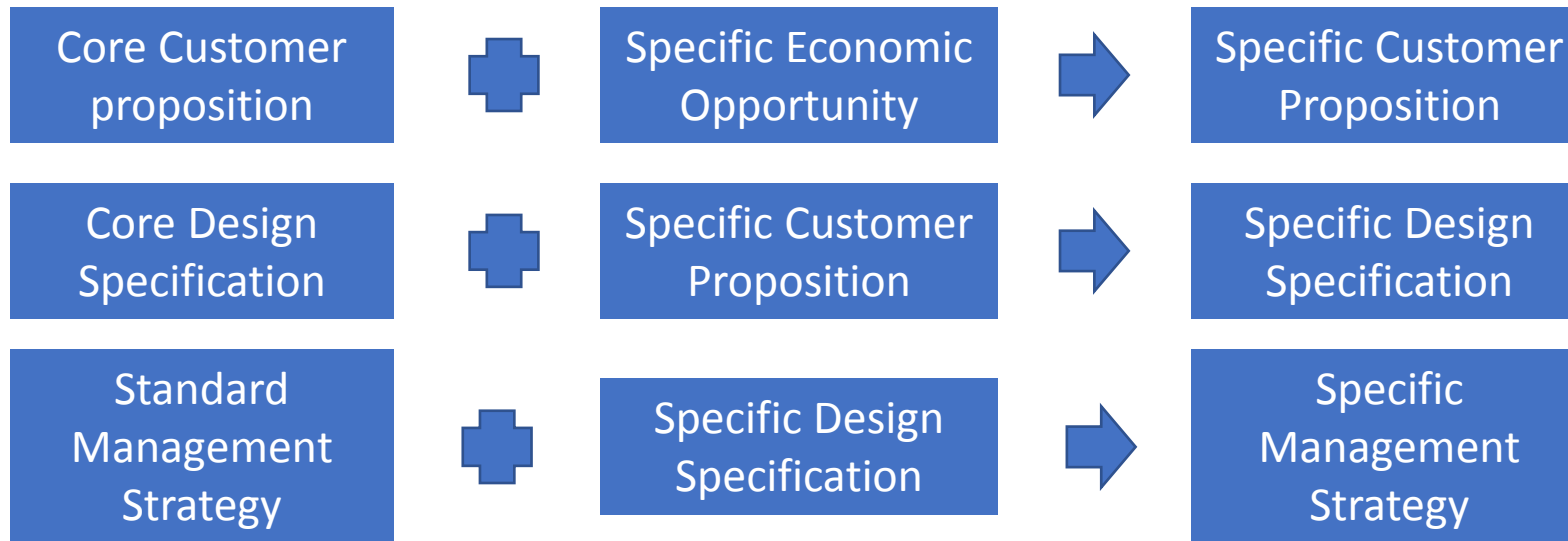 Core Customer
proposition
Specific Economic
Opportunity
Specific Customer
Proposition
Core Design
Specification
Specific Customer
Proposition
Specific Design
Specification
Standard
Management
Strategy
Specific Design
Specification
Specific
Management
Strategy